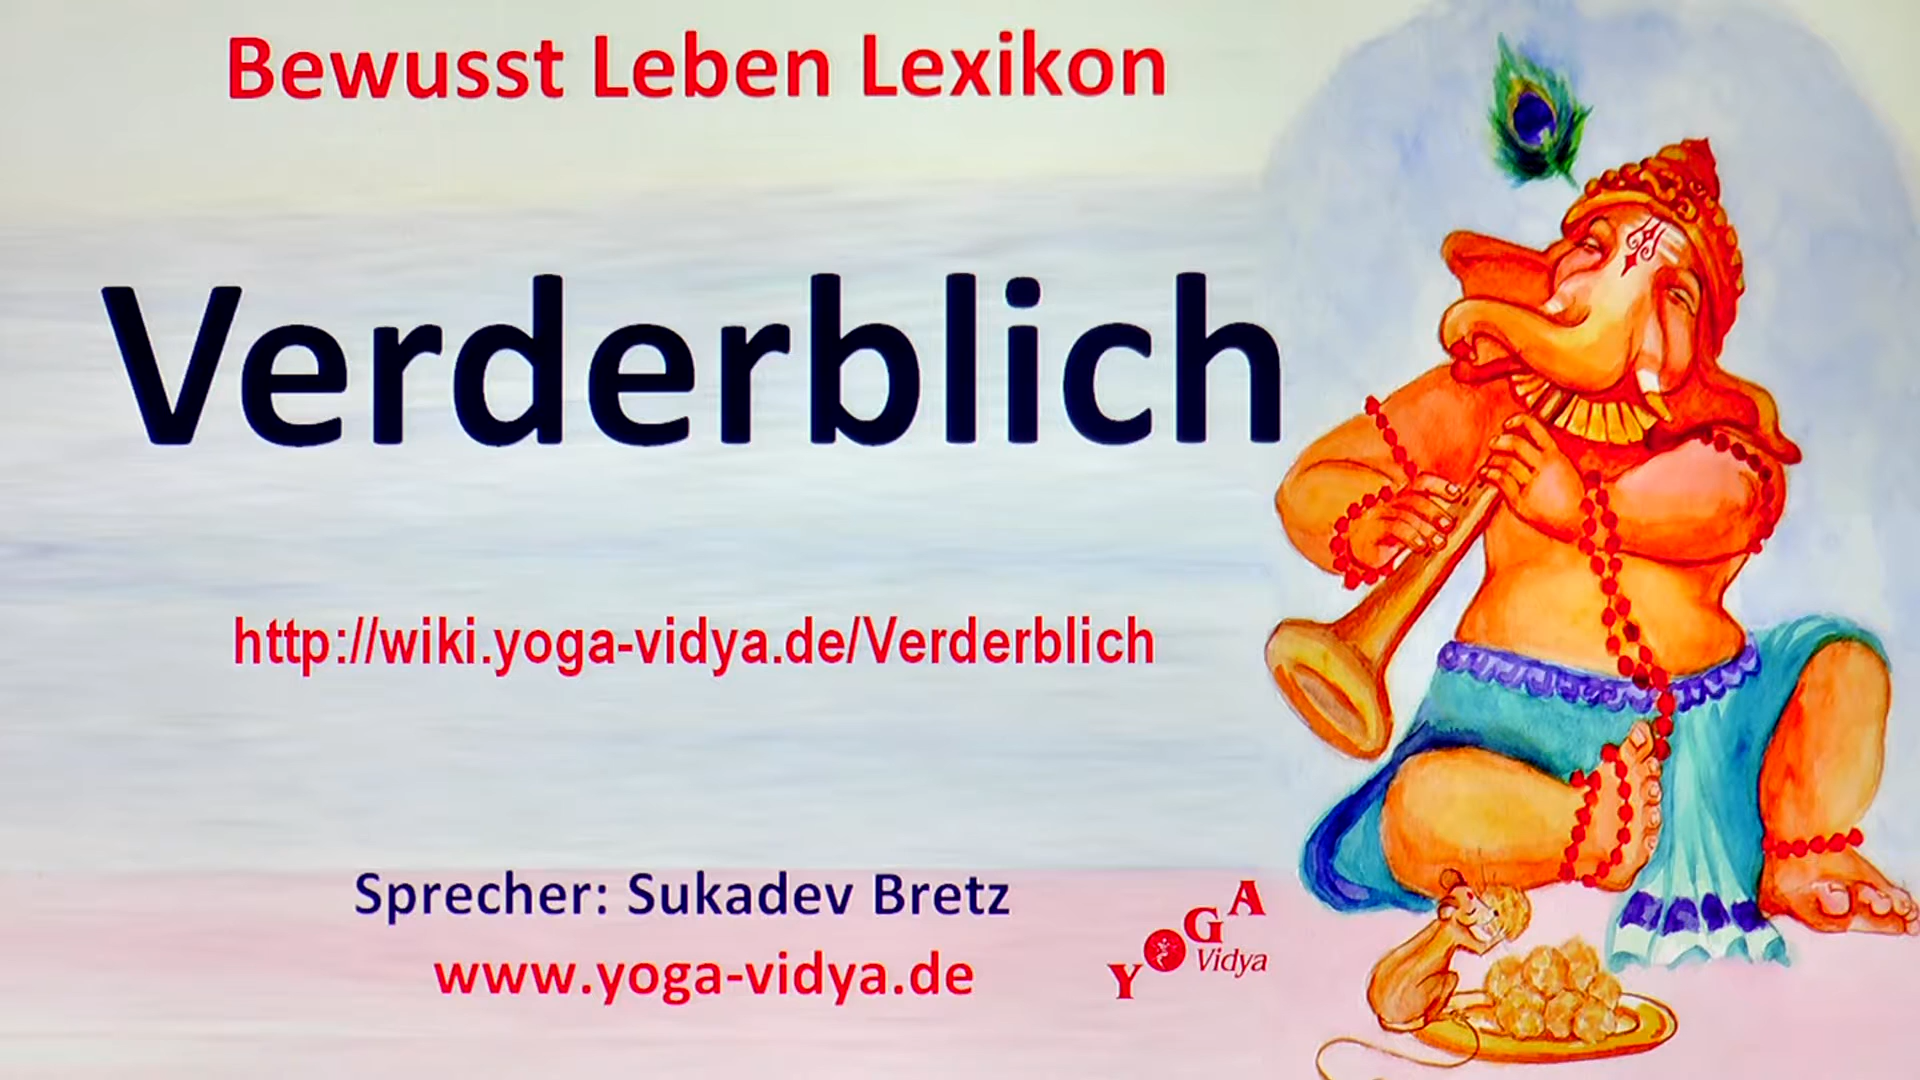 Bewusst Leben Lexikon
Verderblich
http://wiki.yoga-vidya.de/Verderblich
Sprecher: Sukadev Bretz
www.yoga-vidya.de
YOGA
Vidya